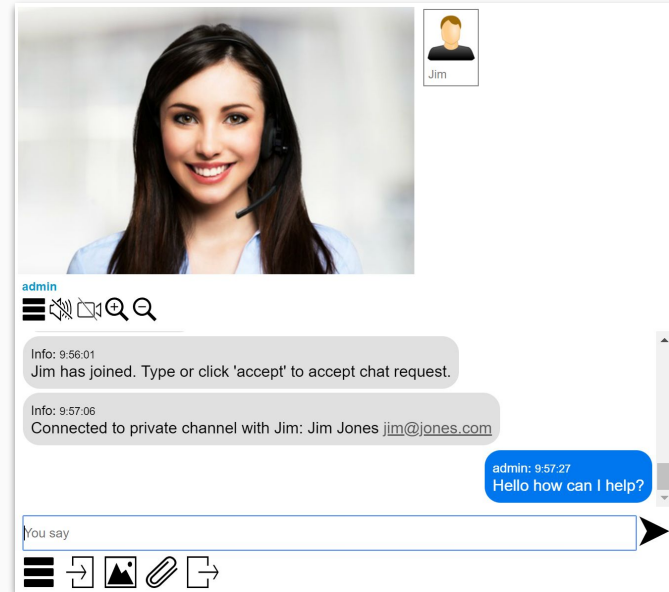 Jim
admin
Info: 9:56:01
Jim has joined. Type or click 'accept' to accept chat request.
Info: 9:57:06
Connected to private channel with Jim: Jim Jones jim@jones.com
admin: 9:57:27
Hello how can I help?
You say